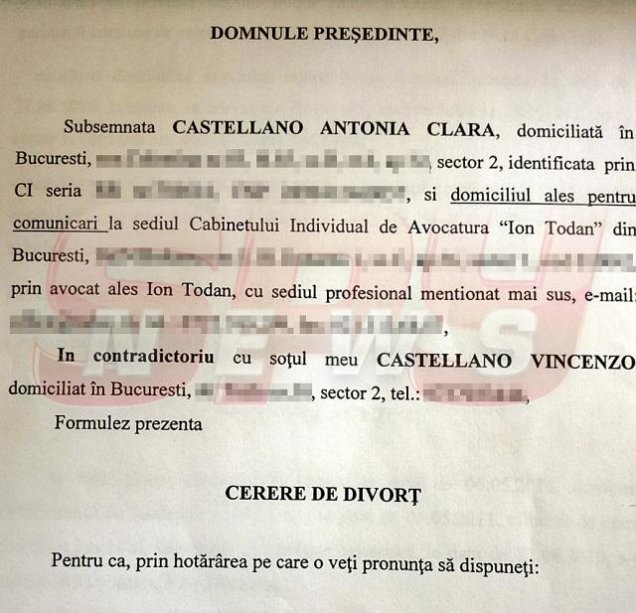 DOMNULE PREŞEDINTE,
Subsemnata CASTELLANO ANTONIA CLARA, domiciliată în
Bucuresti, sector 2, identificata prin
CI seria , si domiciliul ales pentru
comunicari la sediul Cabinetului Individual de Avocatura “Ion Todan” din
Bucuresti,
prin avocat ales Ion Todan, cu sediul profesional mentionat mai sus, e-mail:
In contradictoriu cu soţul meu CASTELLANO VINCENZO
domiciliat în Bucuresti, , sector 2, tel.:
Formulez prezenta
CERERE DE DIVORŢ
Pentru ca, prin hotărârea pe care o veţi pronunţa să dispuneţi:
SPY
NEWS